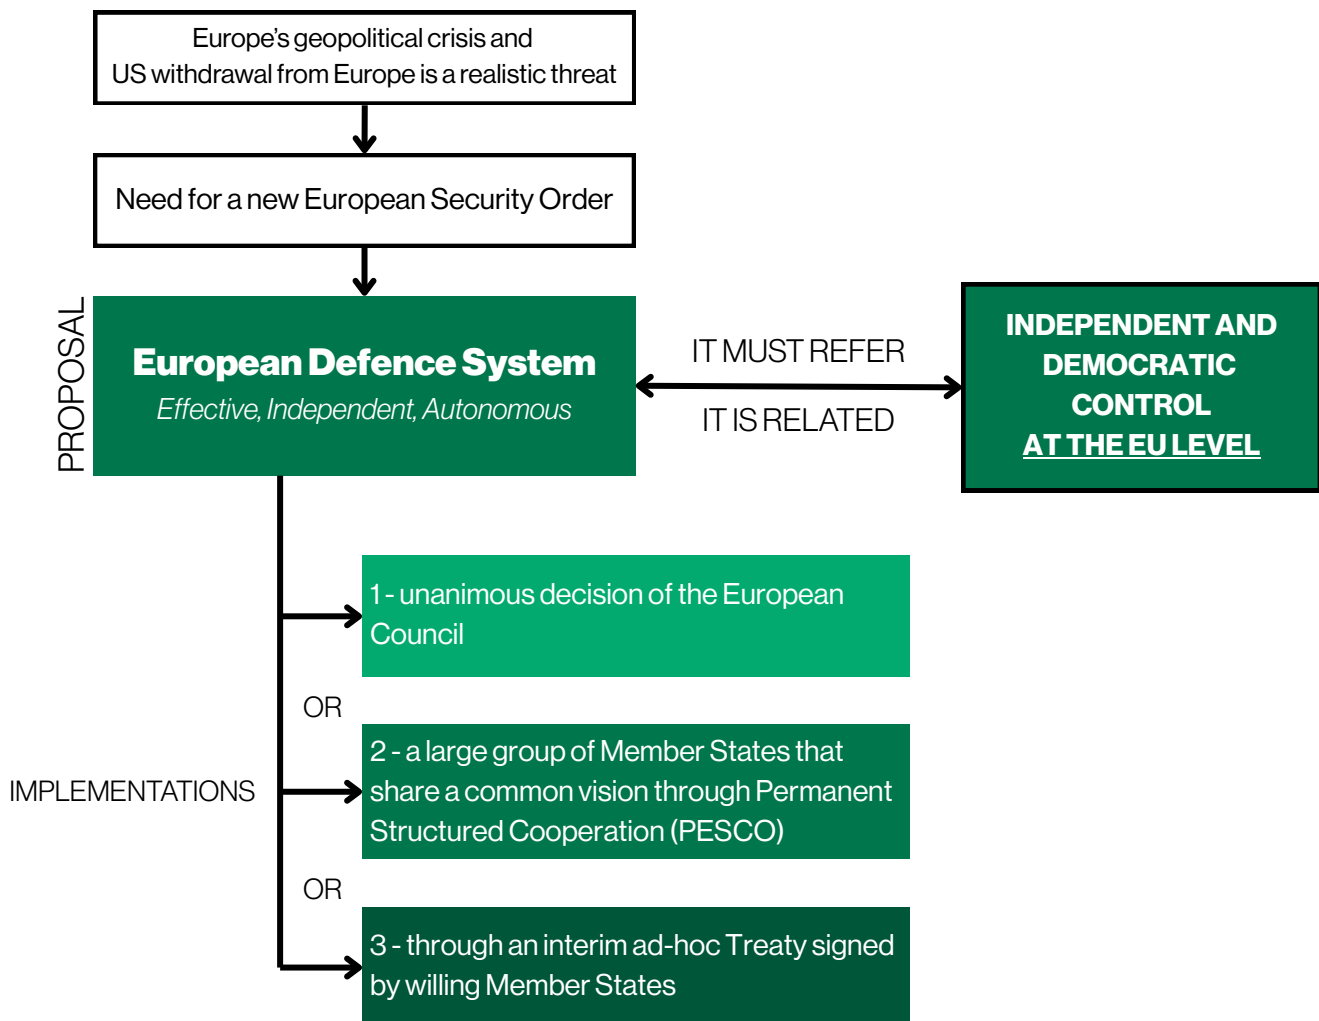 Europe’s geopolitical crisis and
US withdrawal from Europe is a realistic threat
Need for a new European Security Order
PROPOSAL
European Defence System
Effective, Independent, Autonomous
IT MUST REFER
IT IS RELATED
INDEPENDENT AND
DEMOCRATIC
CONTROL
AT THE EU LEVEL
IMPLEMENTATIONS
1 - unanimous decision of the European
Council
OR
2 - a large group of Member States that
share a common vision through Permanent
Structured Cooperation (PESCO)
OR
3 - through an interim ad-hoc Treaty signed
by willing Member States